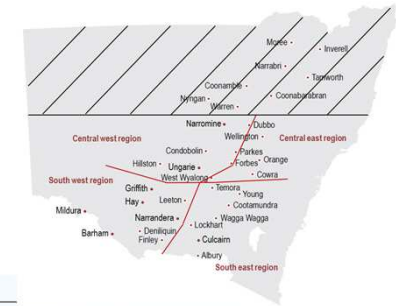 Moree
Inverell
Narrabri
Tamworth
Coonamble
Coonabarabran
Nyngan
Warren
Narromine
Dubbo
Wellington
Central west region
Central east region
Condobolin
Parkes
Hillston
Forbes
Orange
Ungarie
West Wyalong
Cowra
South west region
Griffith
Temora
Young
Hay
Leeton
Cootamundra
Mildura
Narrandera
Wagga Wagga
Lockhart
Barham
Deniliquin
Finley
Culcairn
Albury
South east region